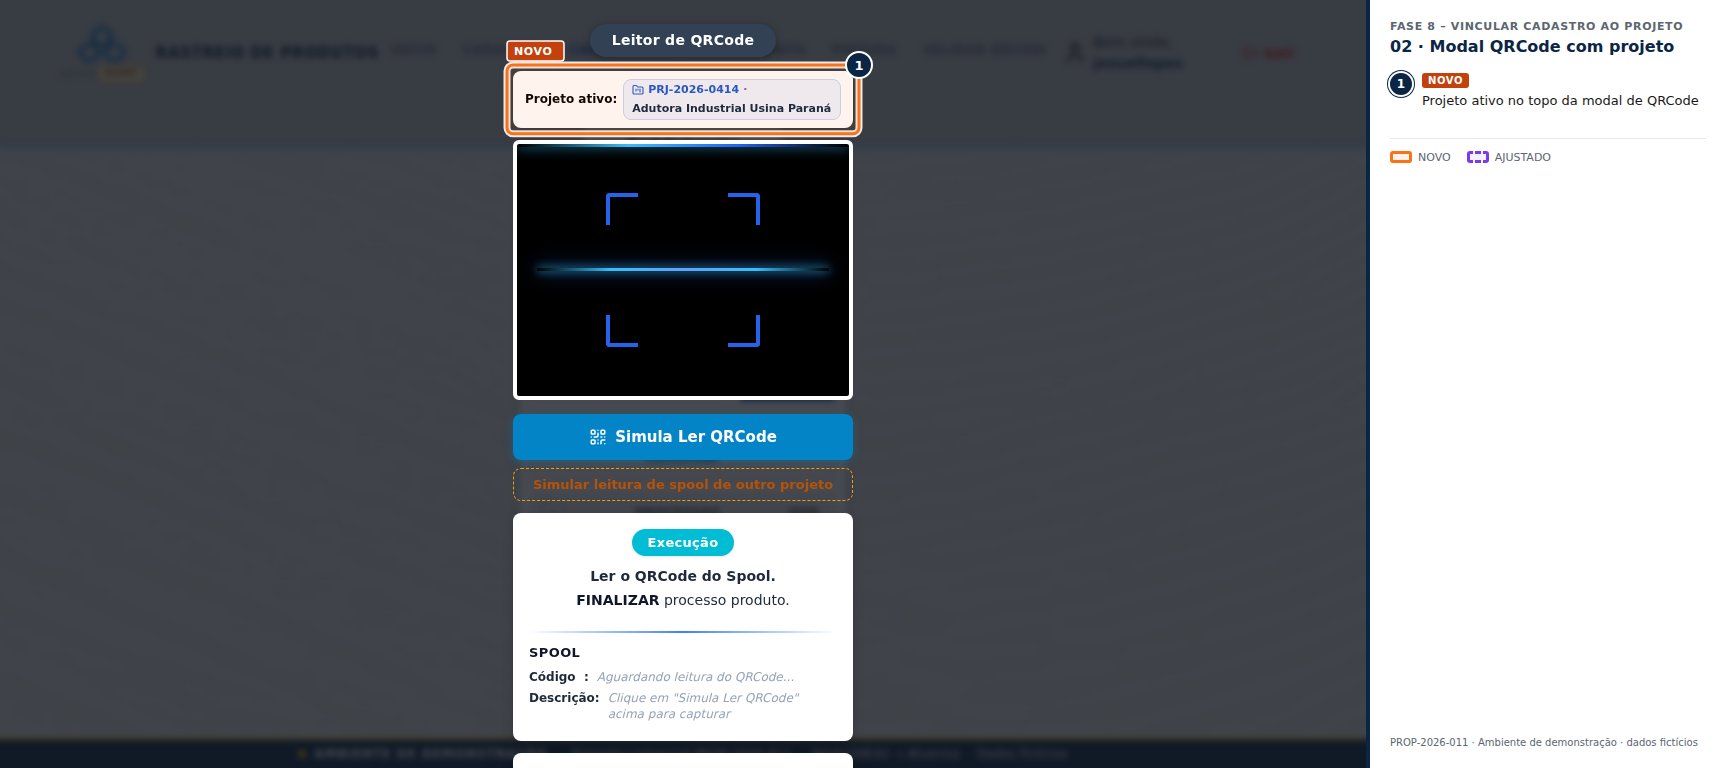 RASTREIO DE PRODUTOS
Leitor de QRCode
NOVO
1
Projeto ativo:
PRJ-2026-0414 ·
Adutora Industrial Usina Paraná
Simula Ler QRCode
Simular leitura de spool de outro projeto
Execução
Ler o QRCode do Spool.
FINALIZAR processo produto.
SPOOL
Código : Aguardando leitura do QRCode...
Descrição: Clique em "Simula Ler QRCode"
acima para capturar
FASE 8 – VINCULAR CADASTRO AO PROJETO
02 · Modal QRCode com projeto
1
NOVO
Projeto ativo no topo da modal de QRCode
NOVO
AJUSTADO
PROP-2026-011 · Ambiente de demonstração · dados fictícios